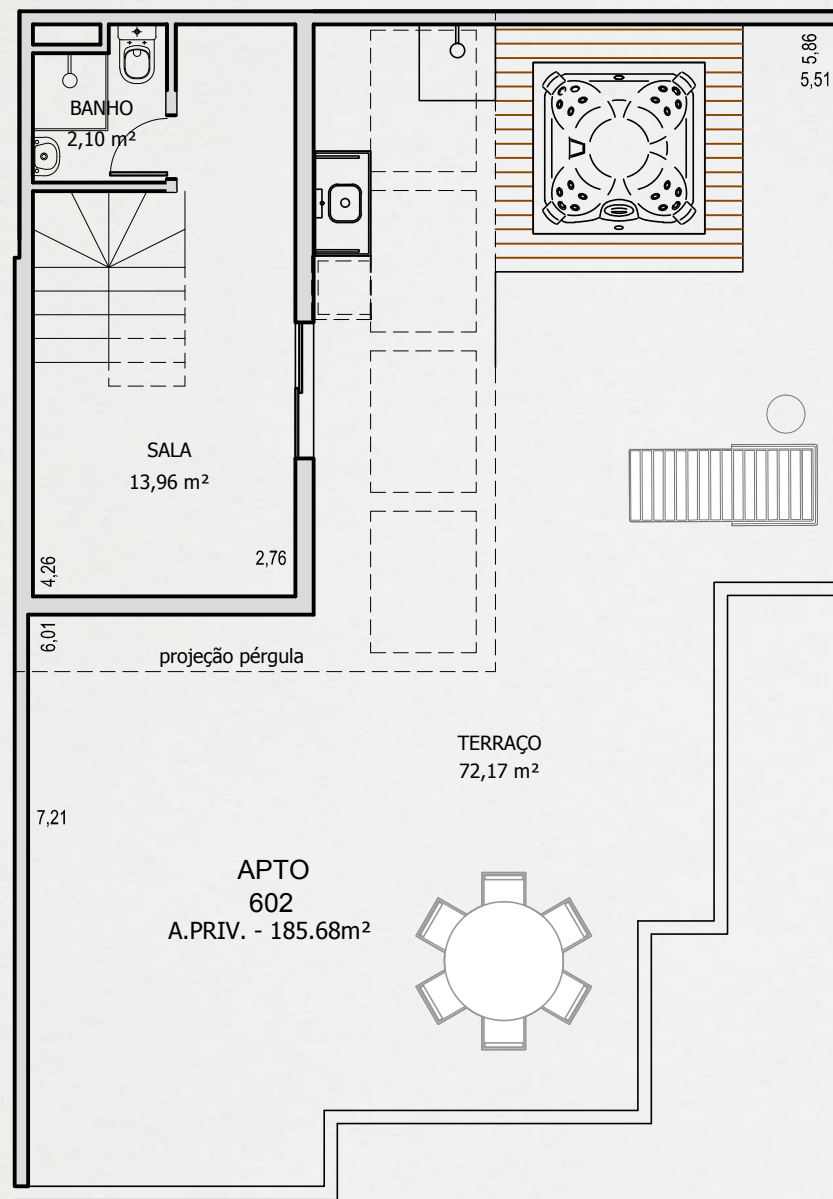 5,86
5,51
BANHO
2,10 m²
SALA
13,96 m²
4,26
2,76
6,01
projeção pérgula
TERRAÇO
72,17 m²
7,21
APTO
602
A.PRIV. - 185.68m²